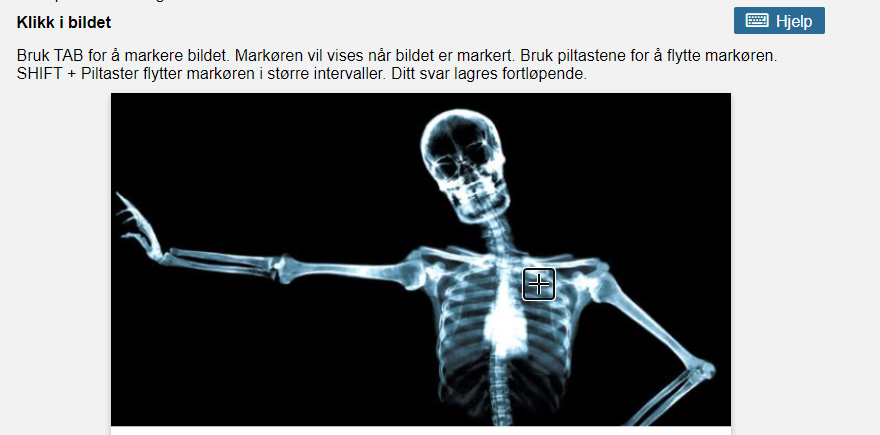 Klikk i bildet
Hjelp
Bruk TAB for å markere bildet. Markøren vil vises når bildet er markert. Bruk piltastene for å flytte markøren.
SHIFT + Piltaster flytter markøren i større intervaller. Ditt svar lagres fortløpende.